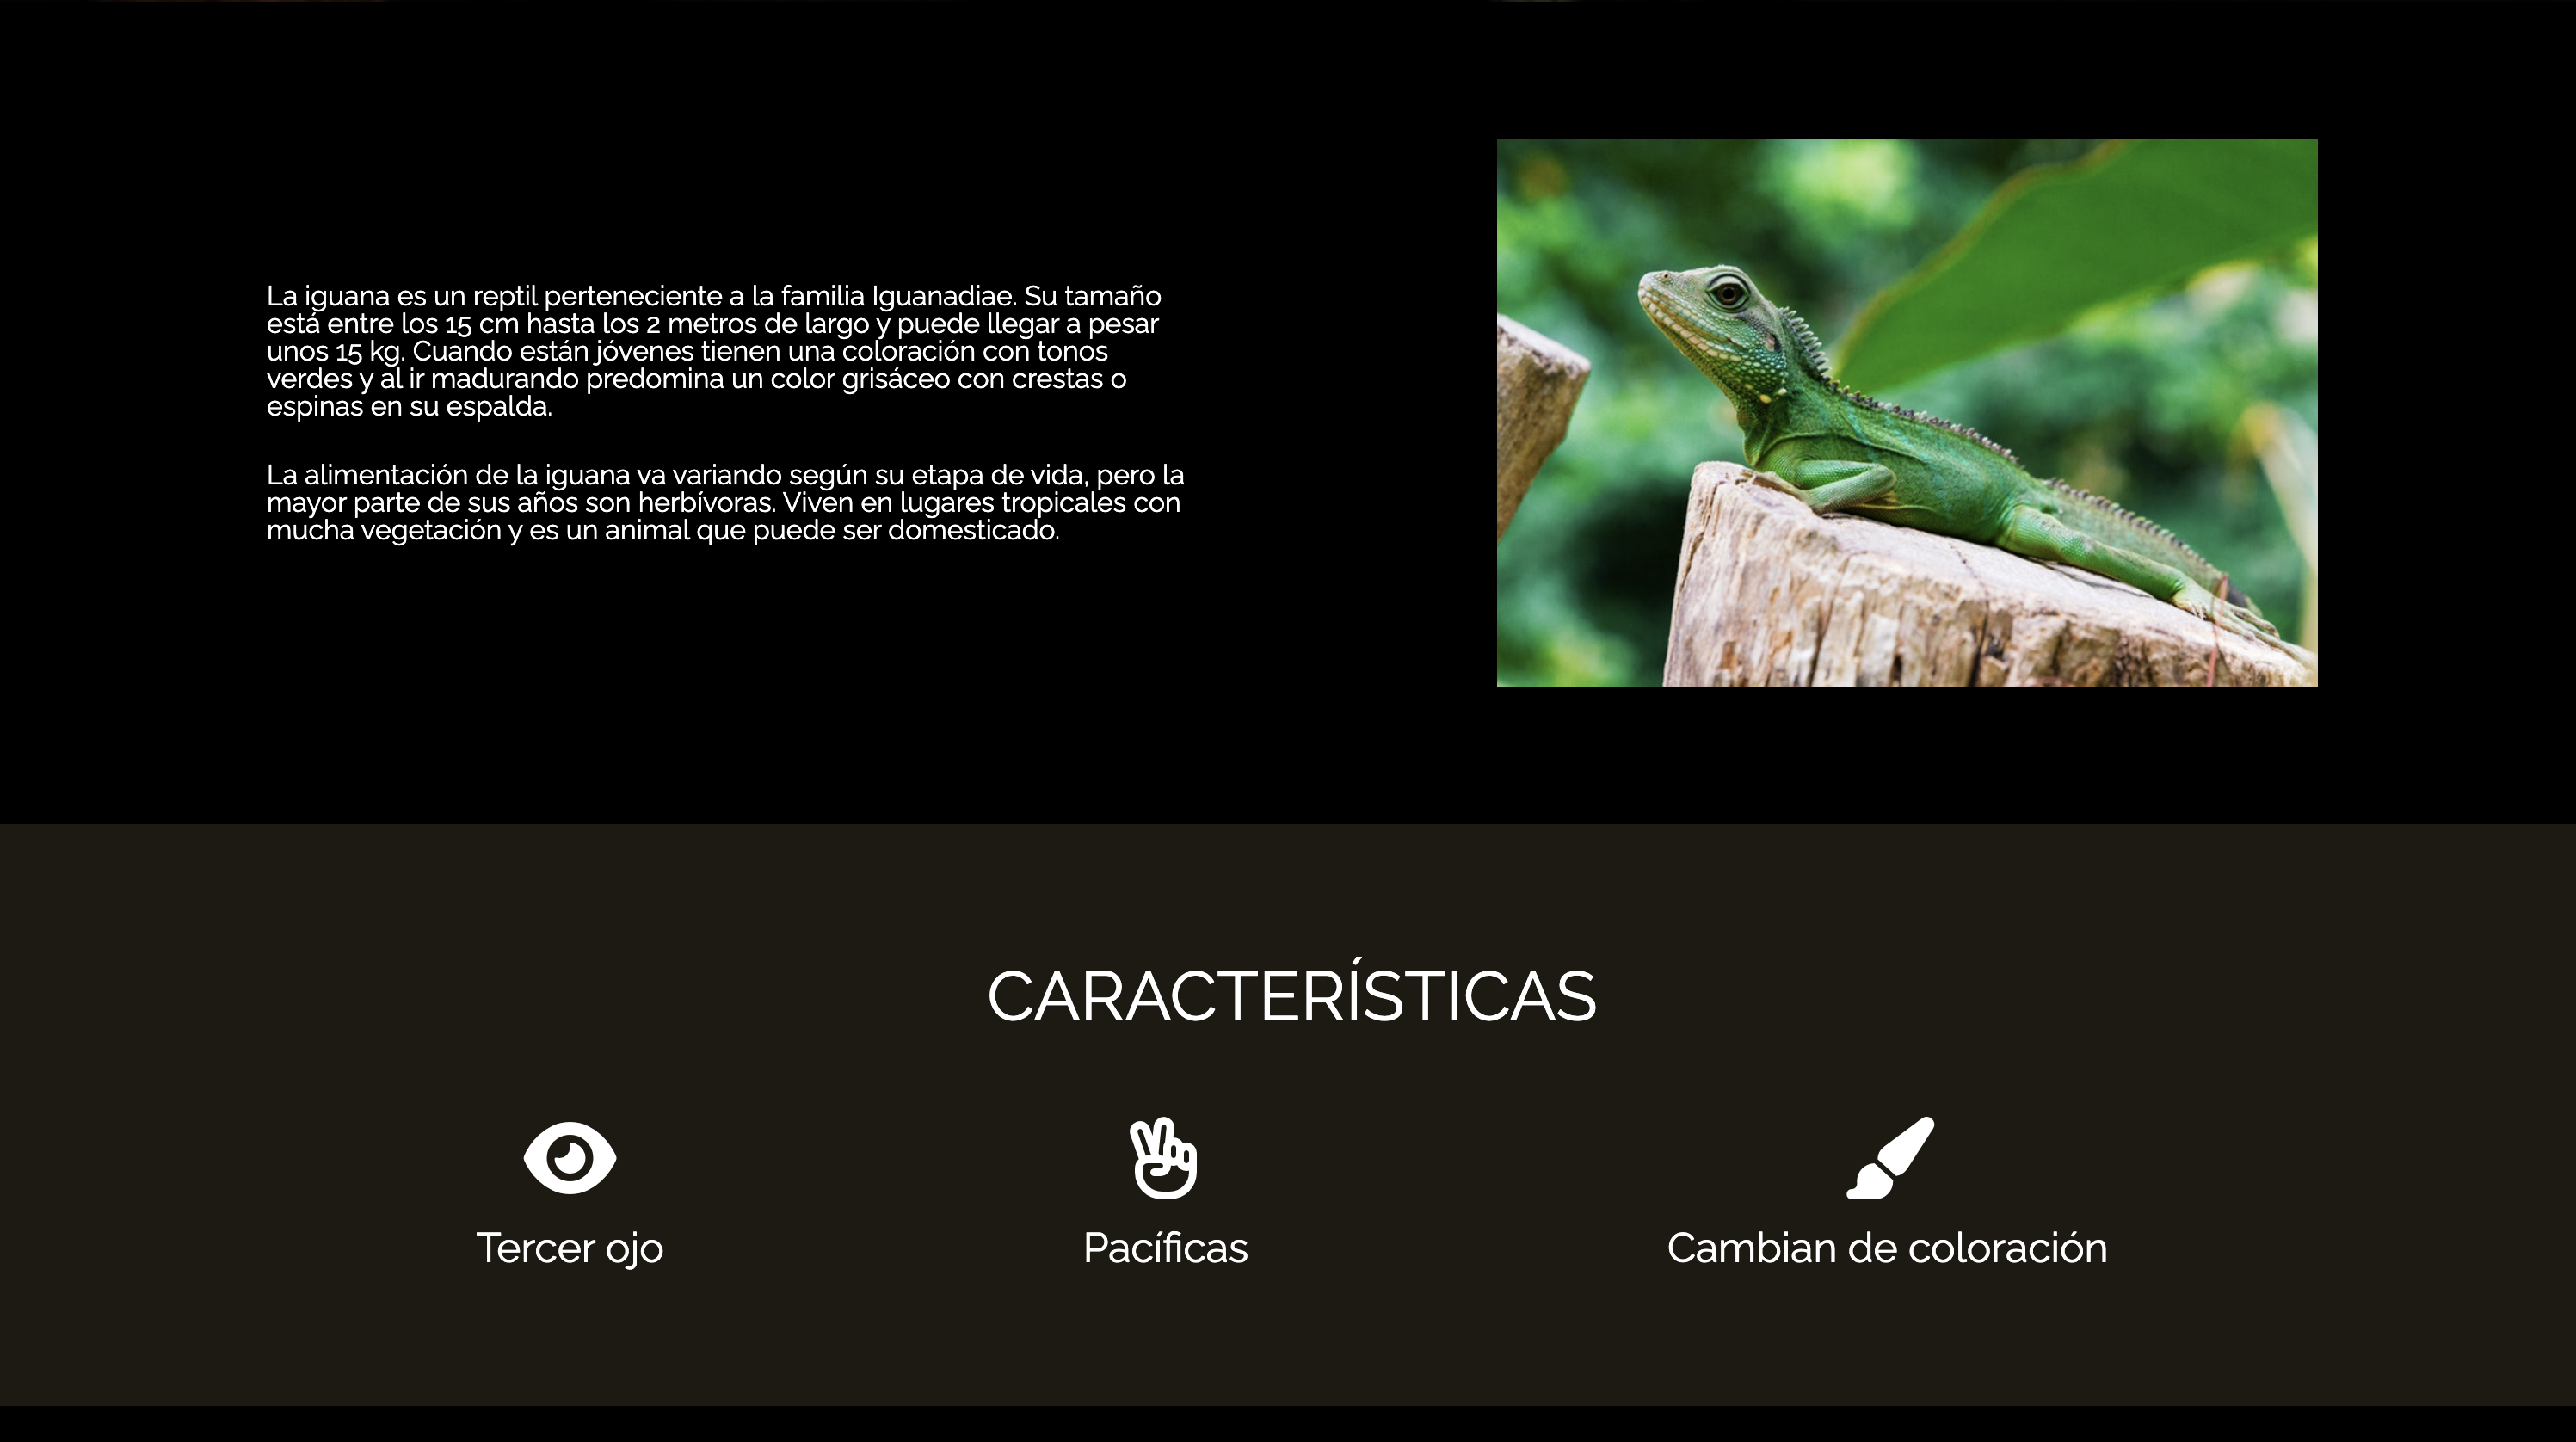 La iguana es un reptil perteneciente a la familia Iguanadiae. Su tamaño
está entre los 15 cm hasta los 2 metros de largo y puede llegar a pesar
unos 15 kg. Cuando están jóvenes tienen una coloración con tonos
verdes y al ir madurando predomina un color grisáceo con crestas o
espinas en su espalda.
La alimentación de la iguana va variando según su etapa de vida, pero la
mayor parte de sus años son herbívoras. Viven en lugares tropicales con
mucha vegetación y es un animal que puede ser domesticado.
CARACTERÍSTICAS
Tercer ojo
Pacíficas
Cambian de coloración